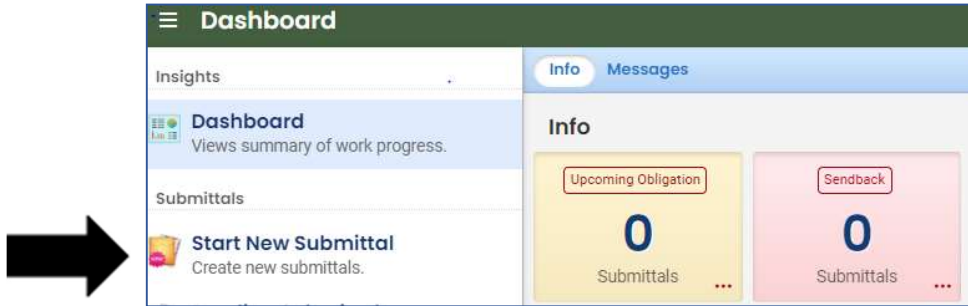 Dashboard
Insights
Dashboard
Views summary of work progress.
Submittals
Start New Submittal
Create new submittals.
Info Messages
Info
Upcoming Obligation
0
Submittals
Sendback
0
Submittals